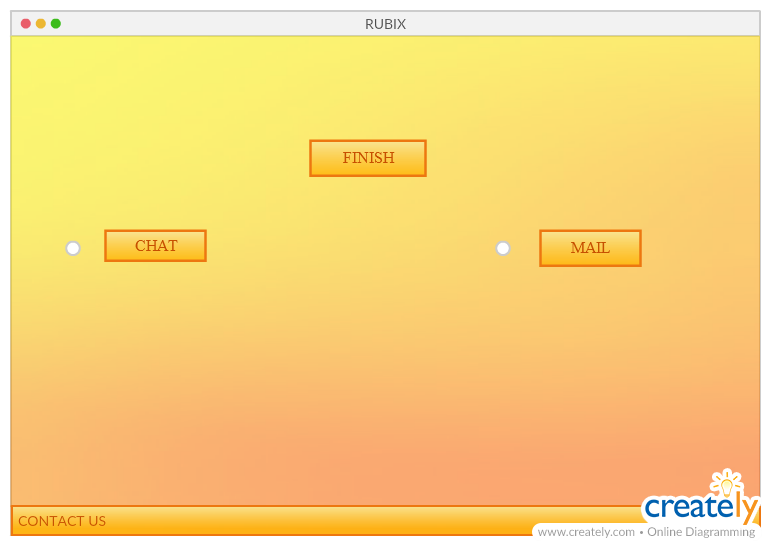 RUBIX
FINISH
CHAT
MAIL
CONTACT US
creately
www.creately.com • Online Diagramming